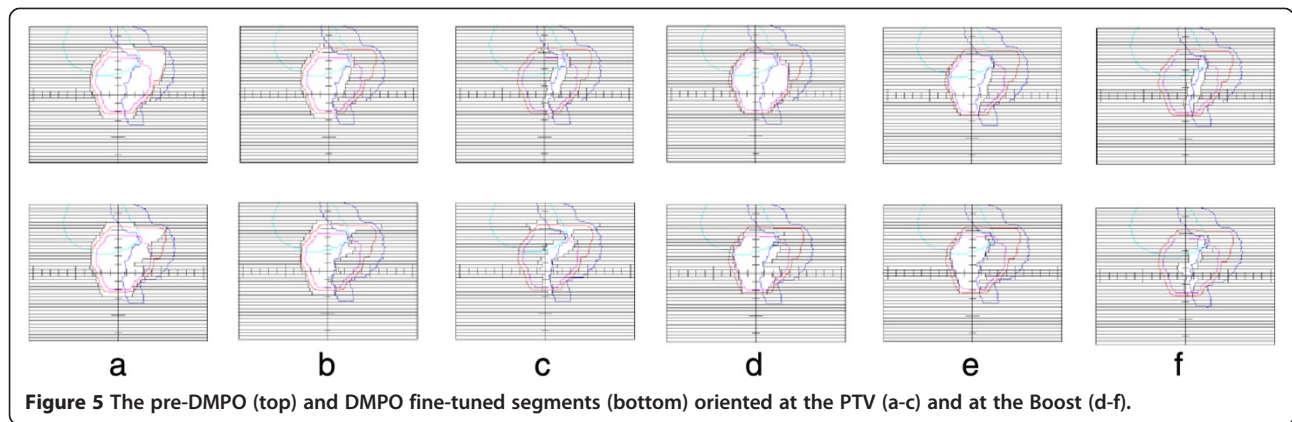 a b c d e f
Figure 5 The pre-DMPO (top) and DMPO fine-tuned segments (bottom) oriented at the PTV (a-c) and at the Boost (d-f).